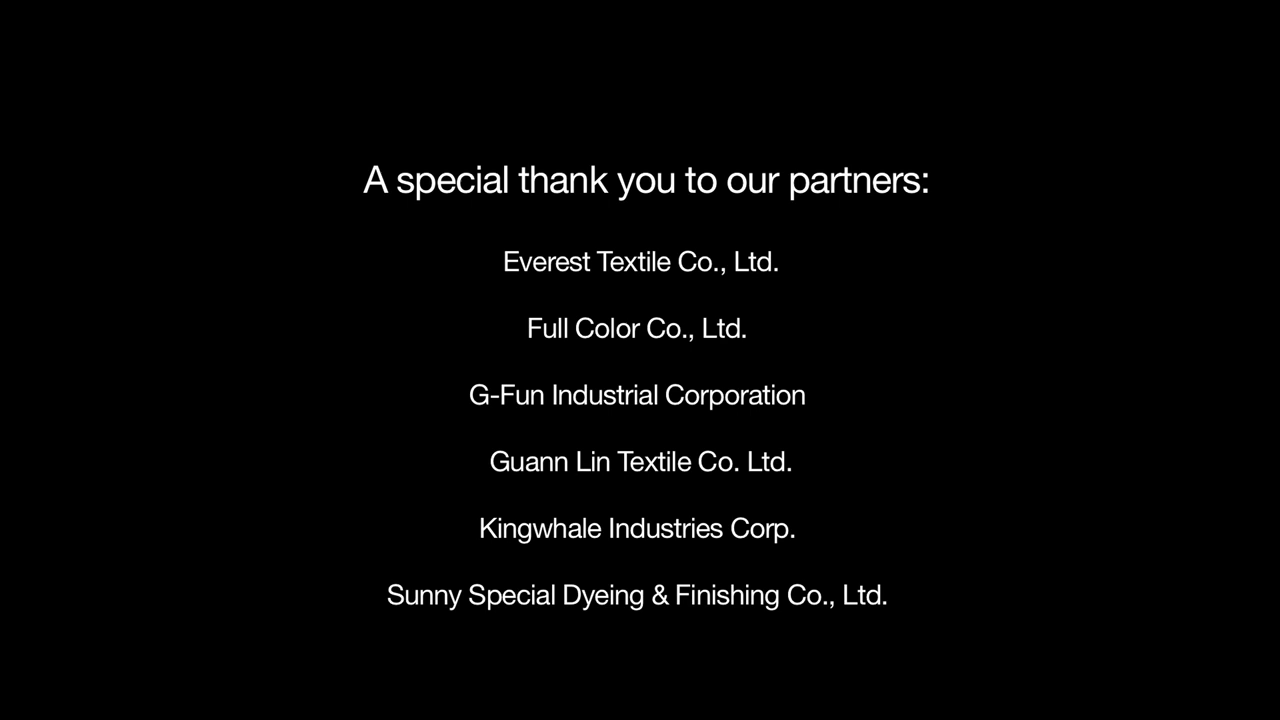 A special thank you to our partners:
Everest Textile Co., Ltd.
Full Color Co., Ltd.
G-Fun Industrial Corporation
Guann Lin Textile Co. Ltd.
Kingwhale Industries Corp.
Sunny Special Dyeing & Finishing Co., Ltd.